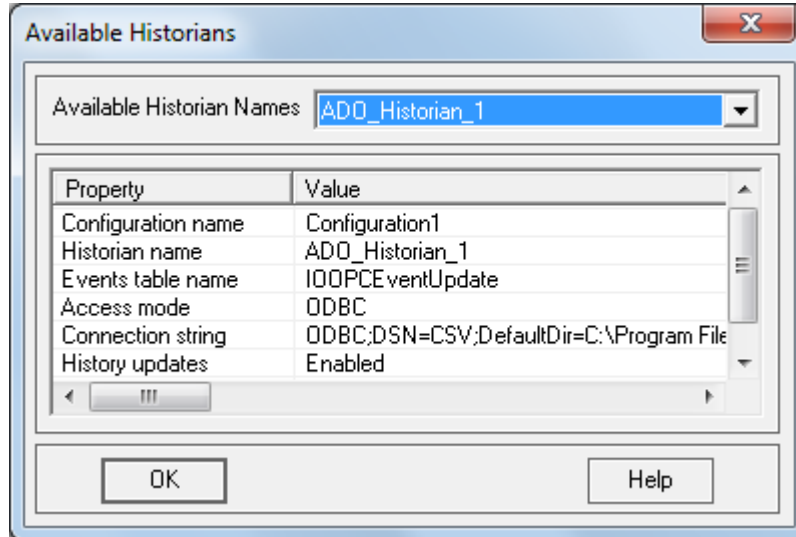 Available Historians
Available Historian Names ADO_Historian_1
Property Value
Configuration name Configuration1
Historian name ADO_Historian_1
Events table name IOOPCEventUpdate
Access mode ODBC
Connection string ODBC;DSN=CSV;DefaultDir=C:\Program File
History updates Enabled
OK Help